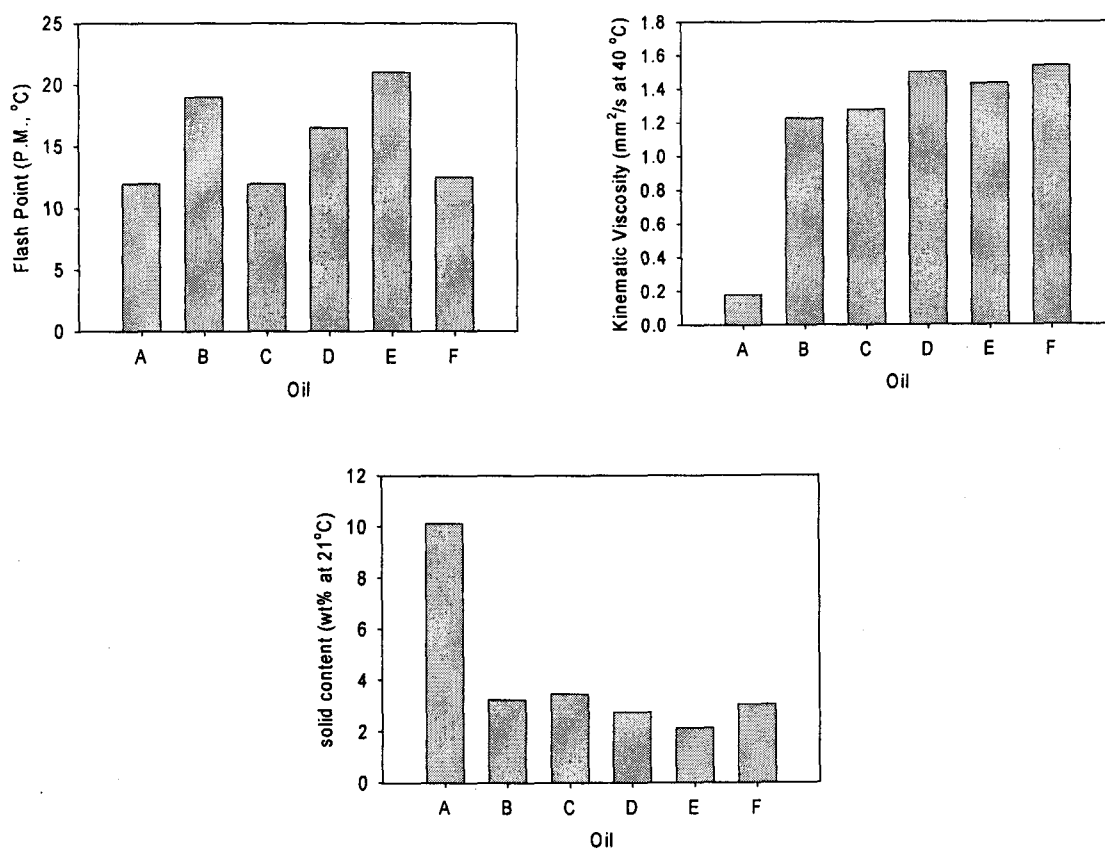 Flash Point (P.M., °C)
25
20
15
10
5
0
A B C D E F
Oil
Kinematic Viscosity (mm²/s at 40 °C)
1.8
1.6
1.4
1.2
1.0
0.8
0.6
0.4
0.2
0.0
A B C D E F
Oil
solid content (wt% at 21°C)
12
10
8
6
4
2
0
A B C D E F
Oil